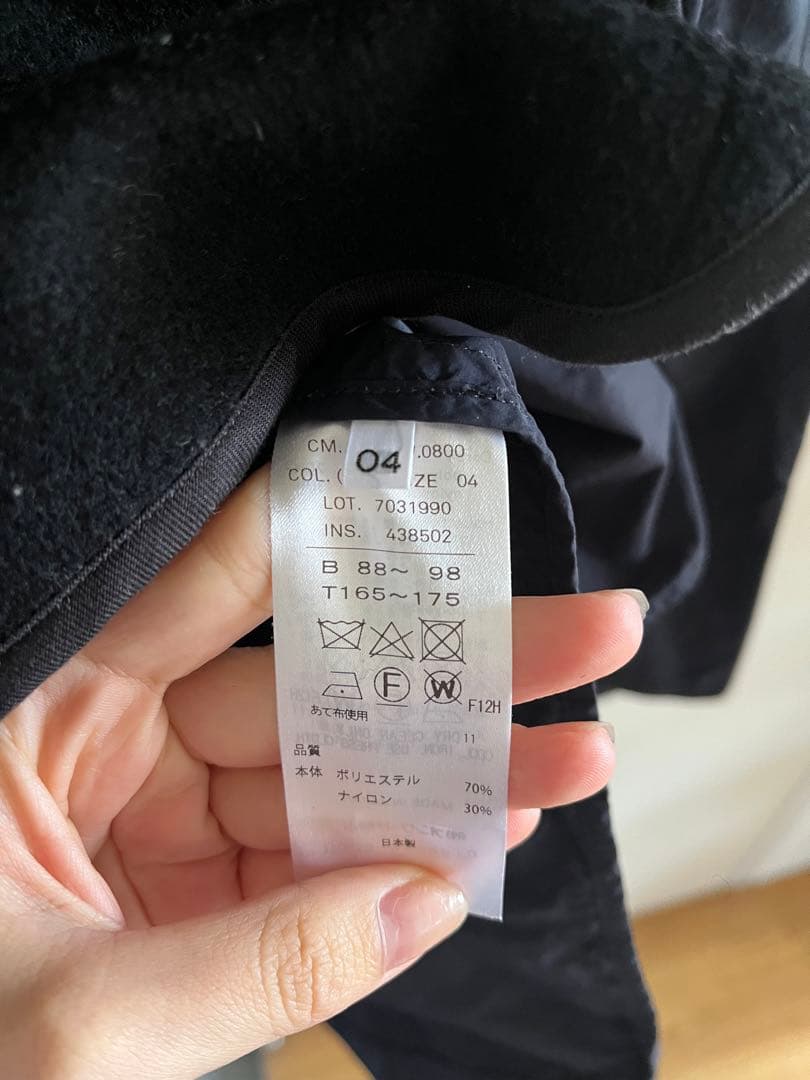 CM. .0800
04
COL.( ZE 04
LOT. 7031990
INS. 438502
B 88〜 98
T165〜175
F W F12H
あて布使用
11
品質
本体 ポリエステル 70%
ナイロン 30%
日本製